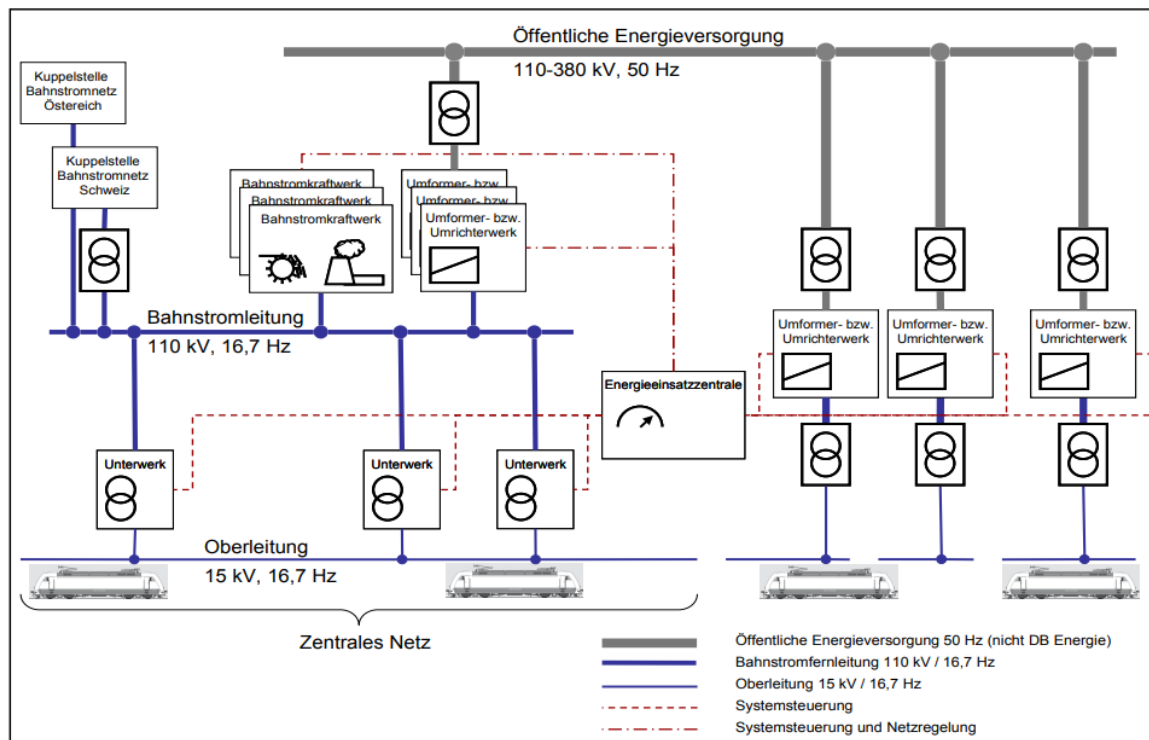 Öffentliche Energieversorgung
110-380 kV, 50 Hz
Kuppelstelle
Bahnstromnetz
Österreich
Kuppelstelle
Bahnstromnetz
Schweiz
Bahnstromkraftwerk
Bahnstromkraftwerk
Bahnstromkraftwerk
Umformer- bzw.
Umformer- bzw.
Umformer- bzw.
Umrichterwerk
Umformer- bzw.
Umrichterwerk
Umformer- bzw.
Umrichterwerk
Umformer- bzw.
Umrichterwerk
Bahnstromleitung
110 kV, 16,7 Hz
Energieeinsatzzentrale
Unterwerk
Unterwerk
Unterwerk
Oberleitung
15 kV, 16,7 Hz
Zentrales Netz
Öffentliche Energieversorgung 50 Hz (nicht DB Energie)
Bahnstromfernleitung 110 kV / 16,7 Hz
Oberleitung 15 kV / 16,7 Hz
Systemsteuerung
Systemsteuerung und Netzregelung